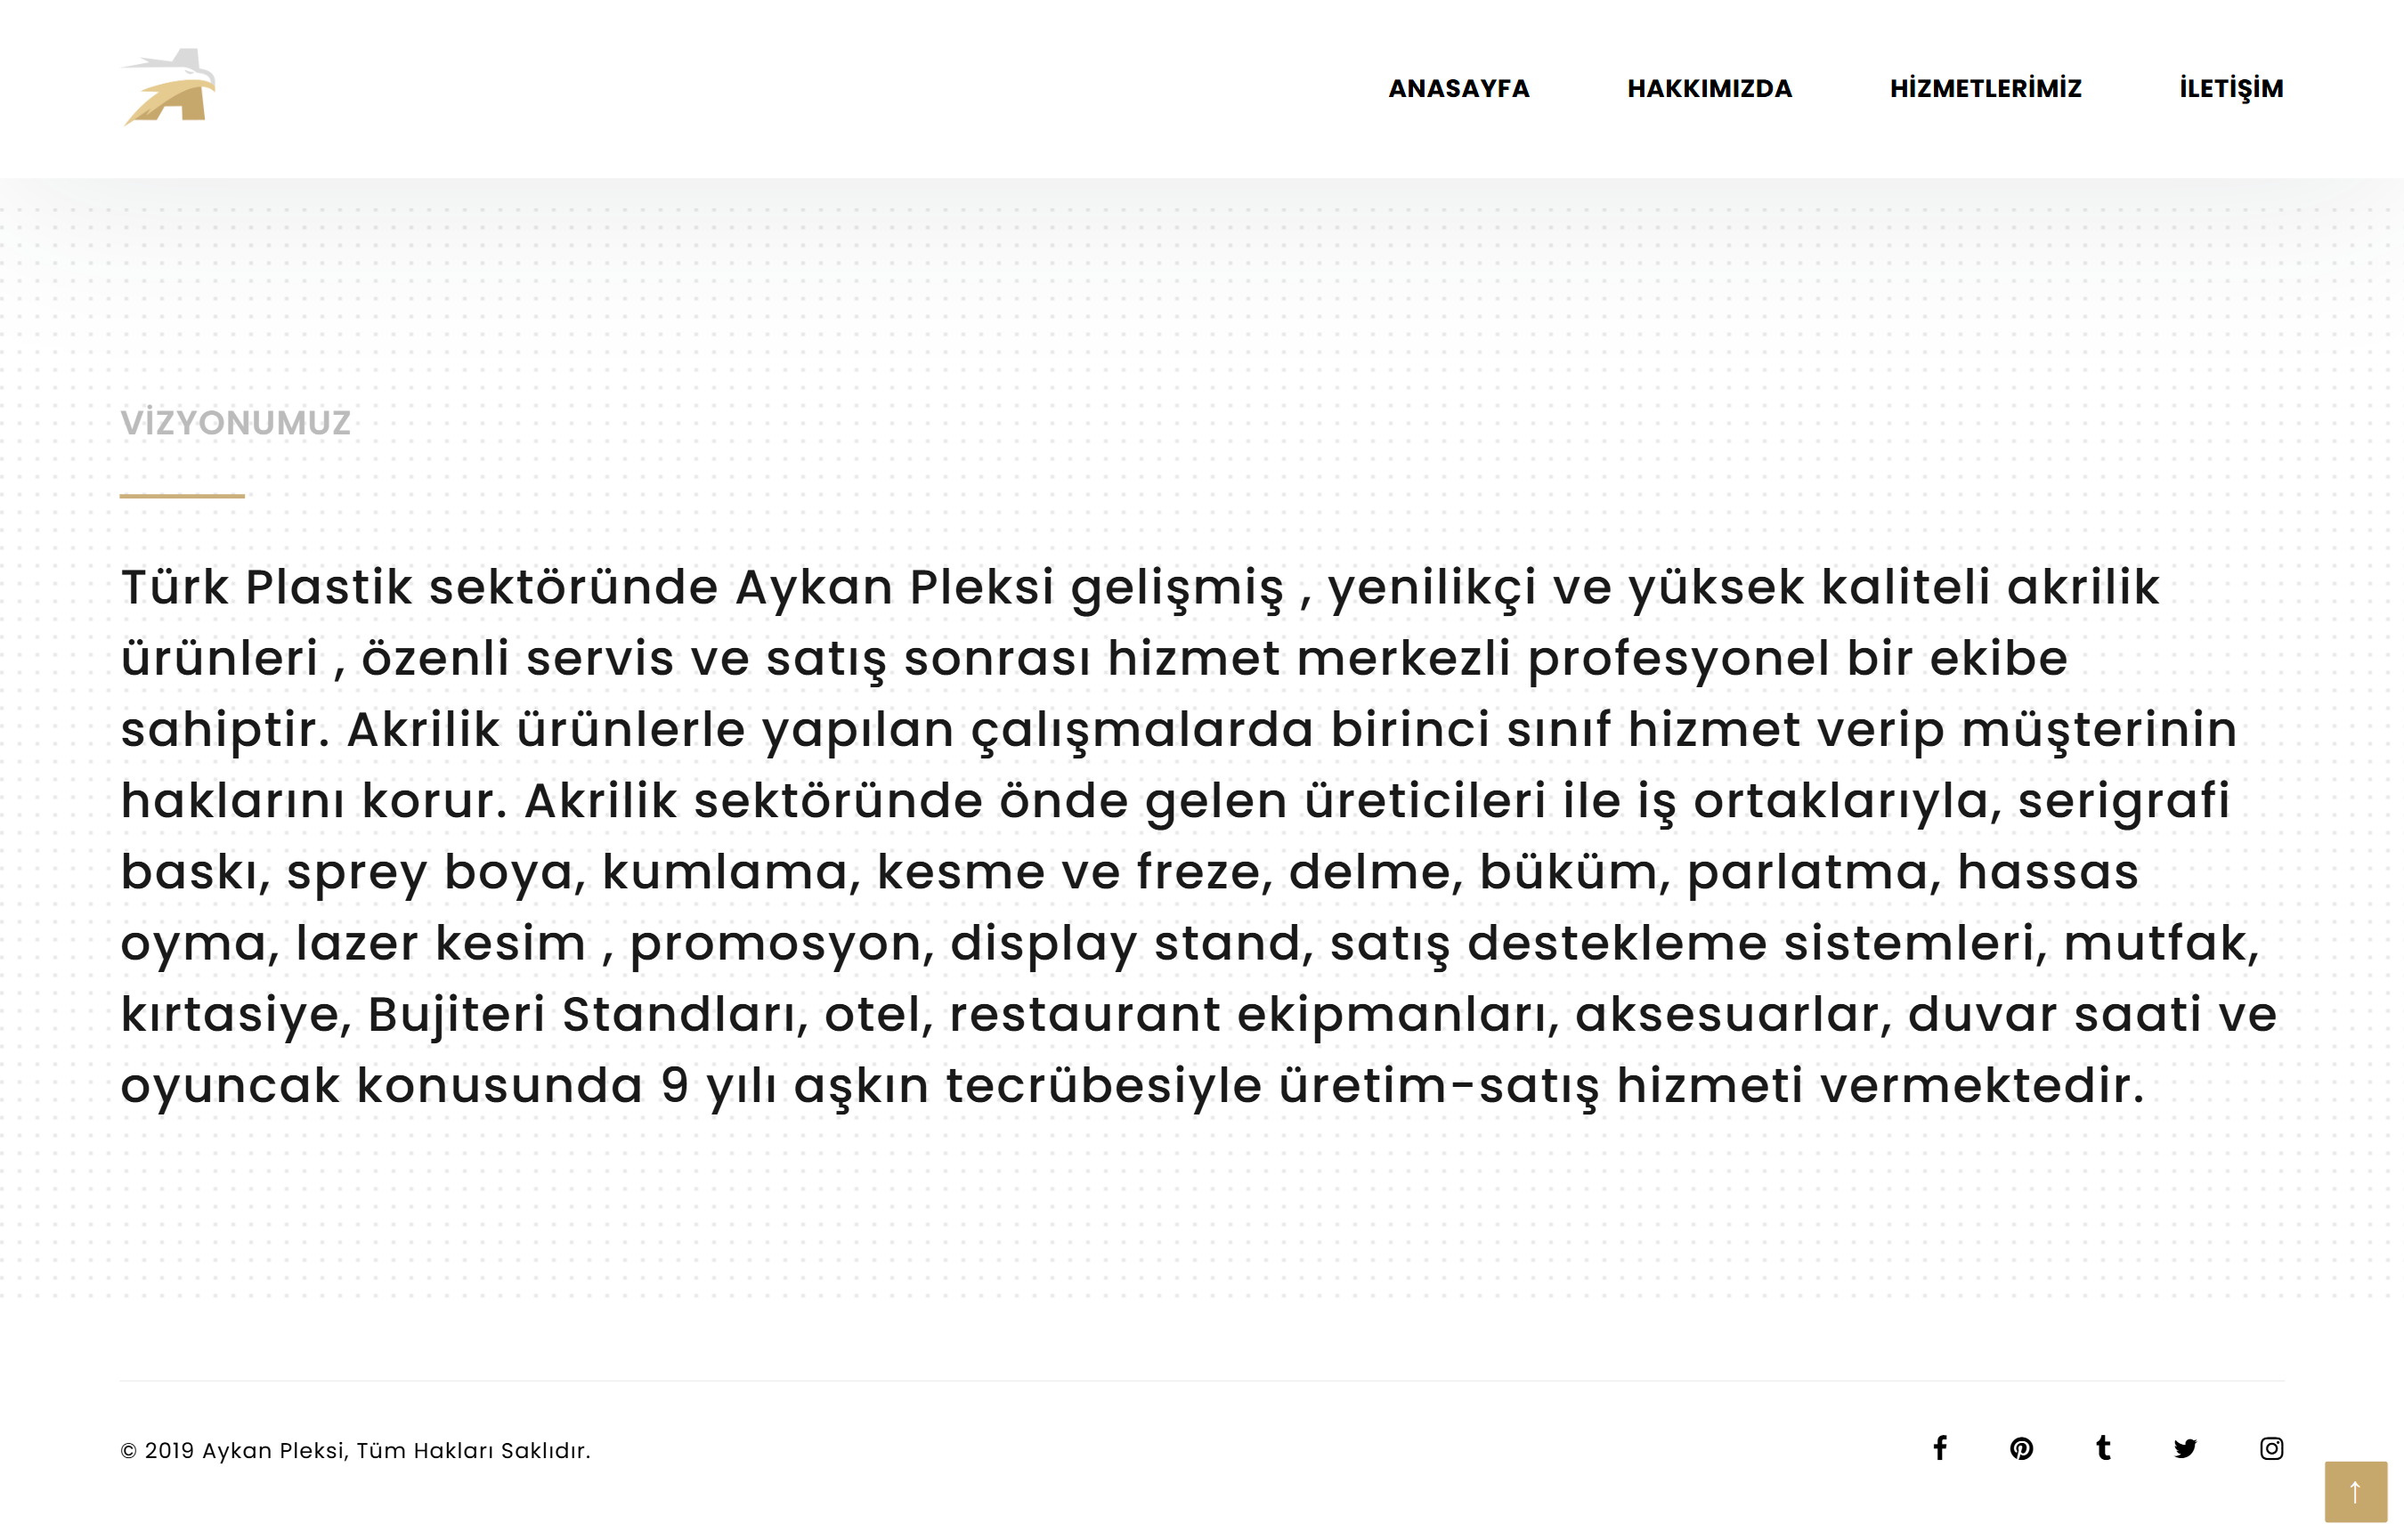 ANASAYFA HAKKIMIZDA HİZMETLERİMİZ İLETİŞİM
VİZYONUMUZ
Türk Plastik sektöründe Aykan Pleksi gelişmiş , yenilikçi ve yüksek kaliteli akrilik
ürünleri , özenli servis ve satış sonrası hizmet merkezli profesyonel bir ekibe
sahiptir. Akrilik ürünlerle yapılan çalışmalarda birinci sınıf hizmet verip müşterinin
haklarını korur. Akrilik sektöründe önde gelen üreticileri ile iş ortaklarıyla, serigrafi
baskı, sprey boya, kumlama, kesme ve freze, delme, büküm, parlatma, hassas
oyma, lazer kesim , promosyon, display stand, satış destekleme sistemleri, mutfak,
kırtasiye, Bujiteri Standları, otel, restaurant ekipmanları, aksesuarlar, duvar saati ve
oyuncak konusunda 9 yılı aşkın tecrübesiyle üretim-satış hizmeti vermektedir.
© 2019 Aykan Pleksi, Tüm Hakları Saklıdır.